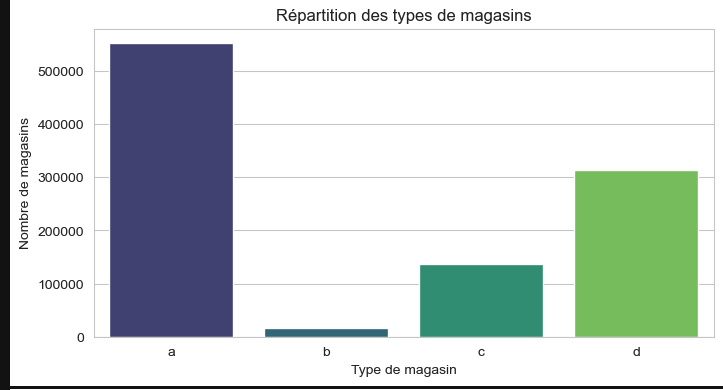 Répartition des types de magasins
Nombre de magasins
500000
400000
300000
200000
100000
0
a b c d
Type de magasin